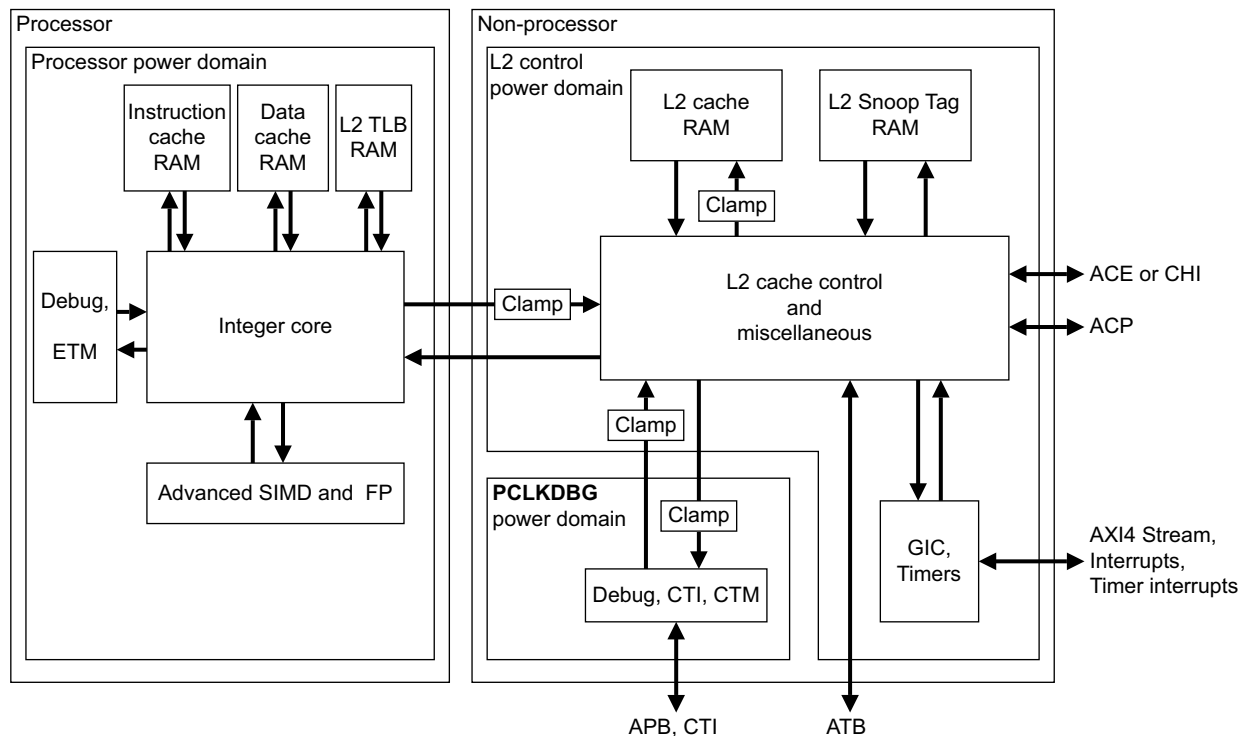 Processor
Processor power domain
Instruction
cache
RAM
Data
cache
RAM
L2 TLB
RAM
Debug,
ETM
Integer core
Advanced SIMD and FP
Clamp
Non-processor
L2 control
power domain
L2 cache
RAM
L2 Snoop Tag
RAM
Clamp
L2 cache control
and
miscellaneous
ACE or CHI
ACP
Clamp
PCLKDBG
power domain
Clamp
Debug, CTI, CTM
GIC,
Timers
AXI4 Stream,
Interrupts,
Timer interrupts
APB, CTI
ATB